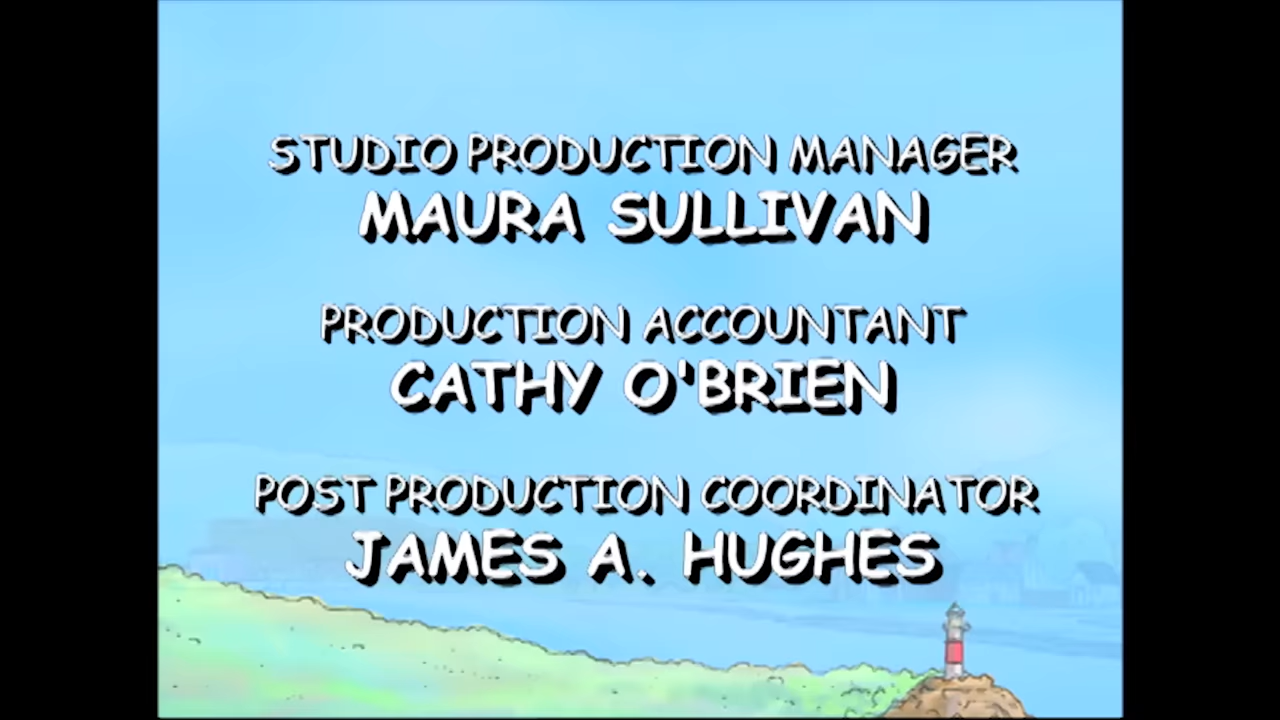 STUDIO PRODUCTION MANAGER
MAURA SULLIVAN
PRODUCTION ACCOUNTANT
CATHY O'BRIEN
POST PRODUCTION COORDINATOR
JAMES A. HUGHES